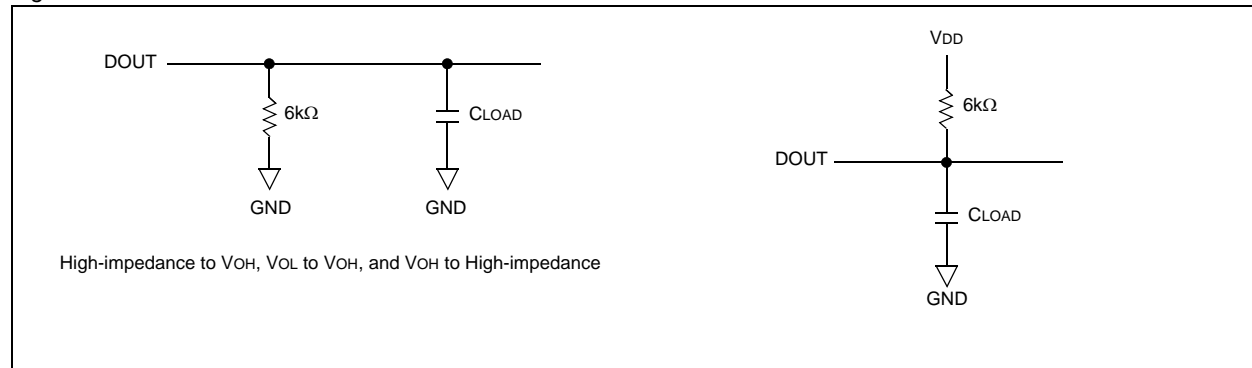 DOUT
6kΩ
CLOAD
GND
GND
High-impedance to VOH, VOL to VOH, and VOH to High-impedance
VDD
6kΩ
DOUT
CLOAD
GND